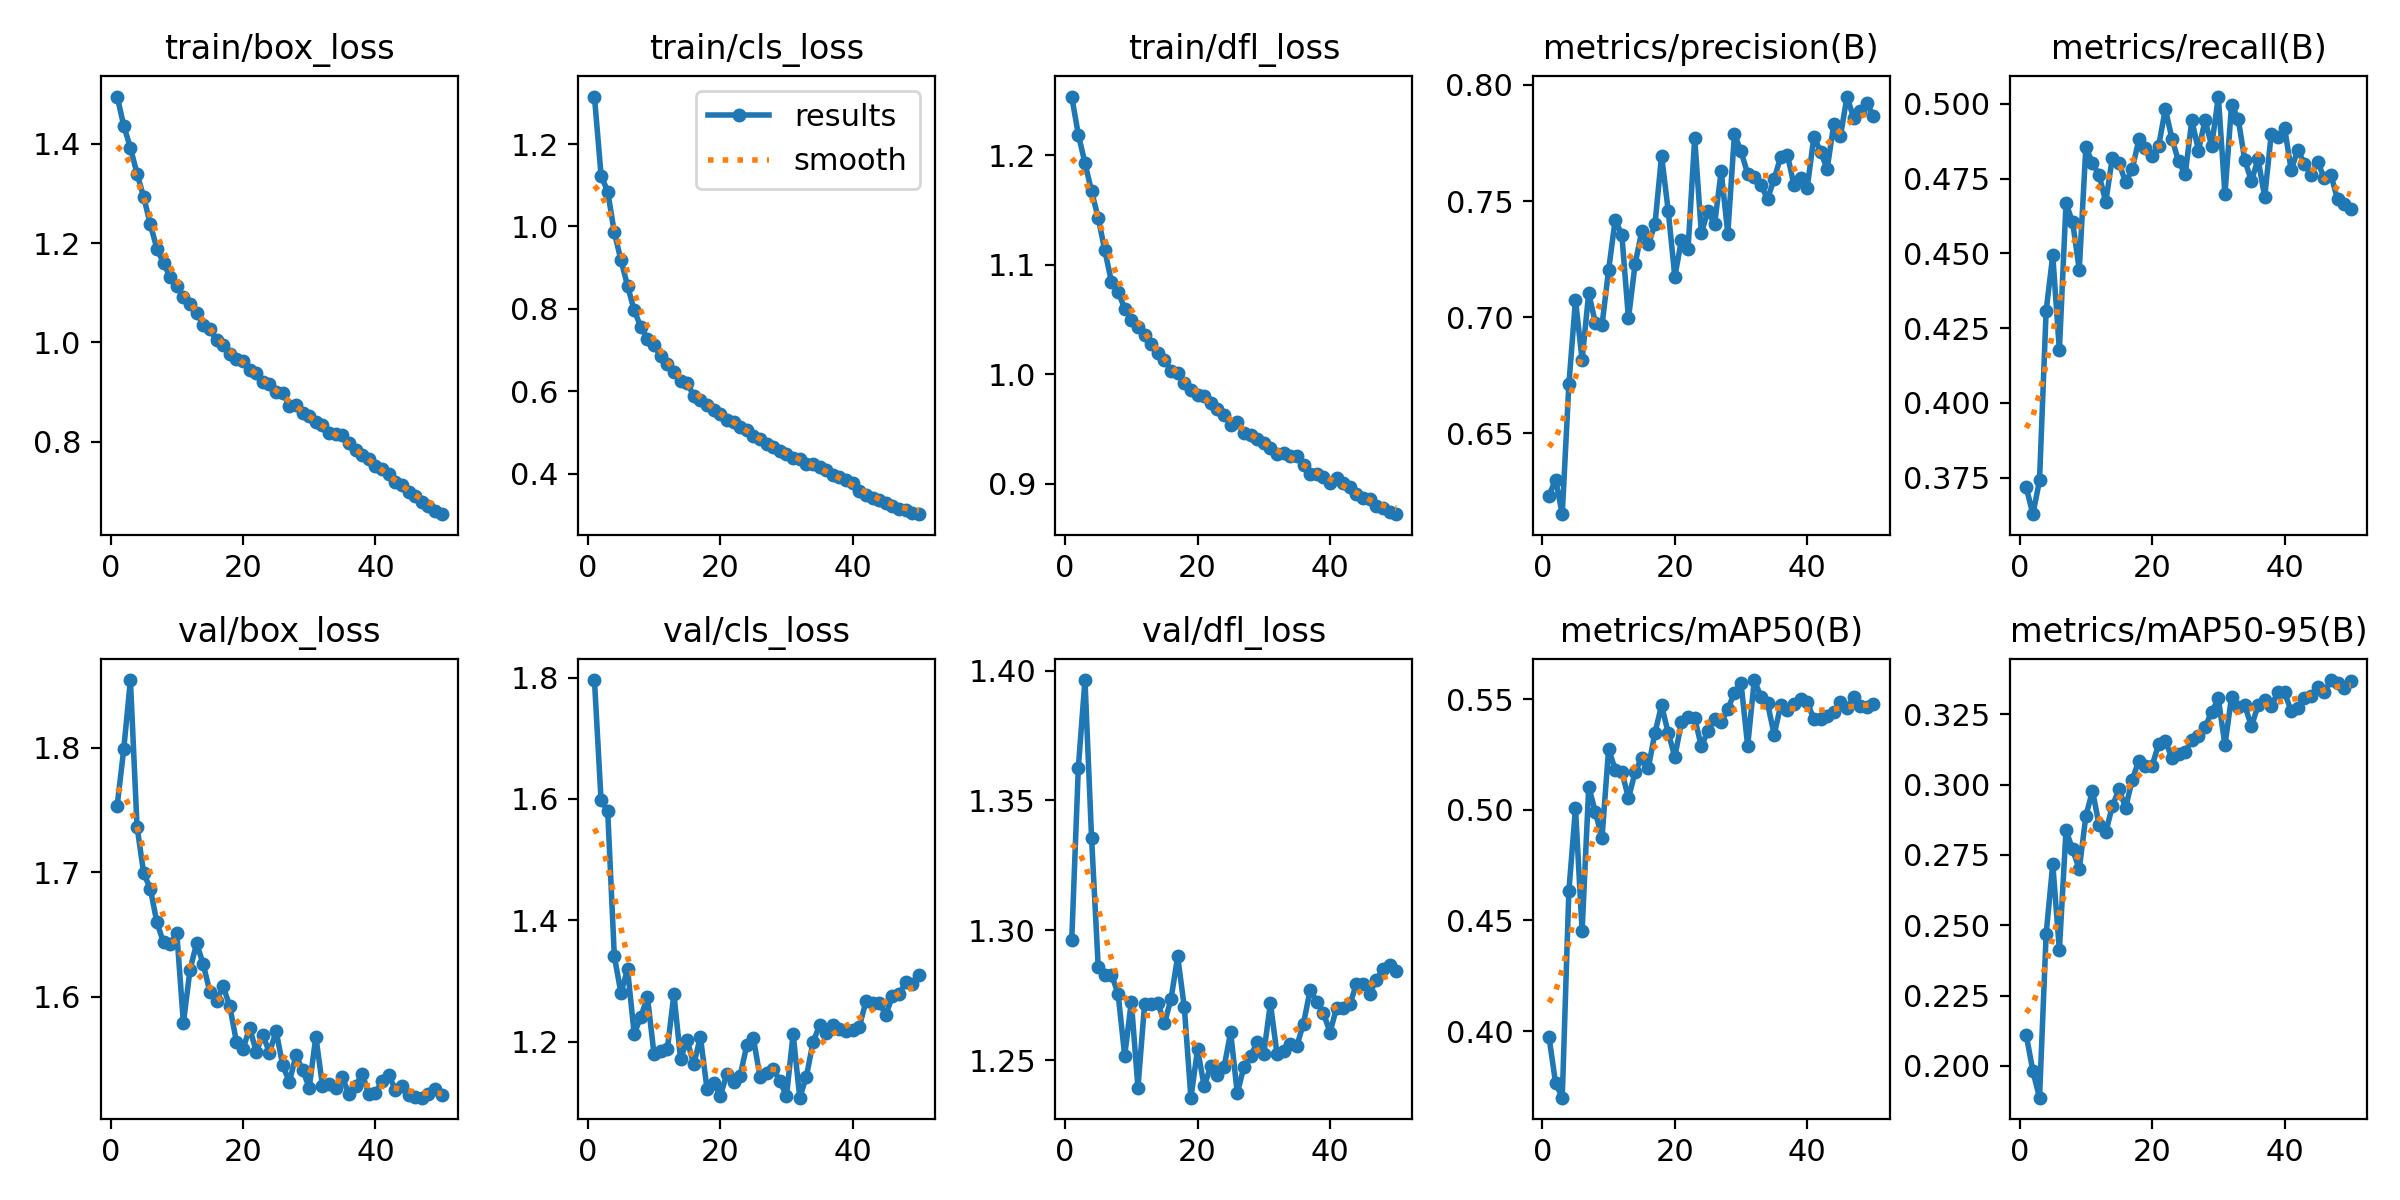 train/box_loss
1.4
1.2
1.0
0.8
0 20 40
train/cls_loss
results
smooth
1.2
1.0
0.8
0.6
0.4
0 20 40
train/dfl_loss
1.2
1.1
1.0
0.9
0 20 40
metrics/precision(B)
0.80
0.75
0.70
0.65
0 20 40
metrics/recall(B)
0.500
0.475
0.450
0.425
0.400
0.375
0 20 40
val/box_loss
1.8
1.7
1.6
0 20 40
val/cls_loss
1.8
1.6
1.4
1.2
0 20 40
val/dfl_loss
1.40
1.35
1.30
1.25
0 20 40
metrics/mAP50(B)
0.55
0.50
0.45
0.40
0 20 40
metrics/mAP50-95(B)
0.325
0.300
0.275
0.250
0.225
0.200
0 20 40